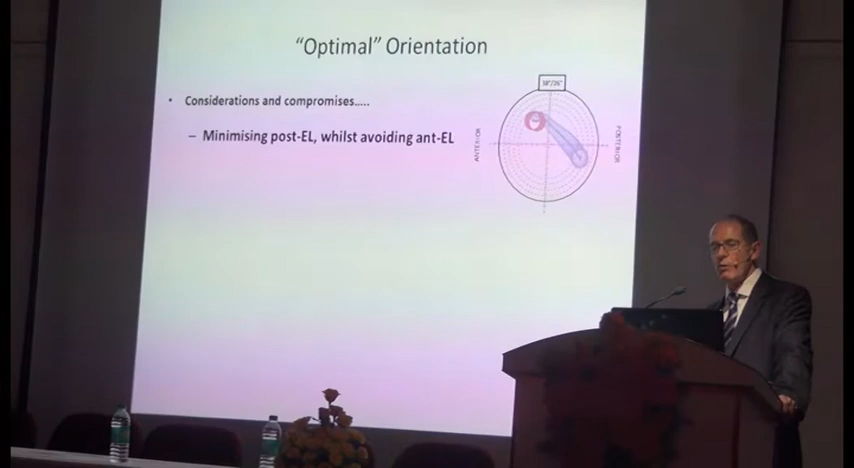 “Optimal” Orientation
• Considerations and compromises.....
– Minimising post-EL, whilst avoiding ant-EL
ANTERIOR
POSTERIOR